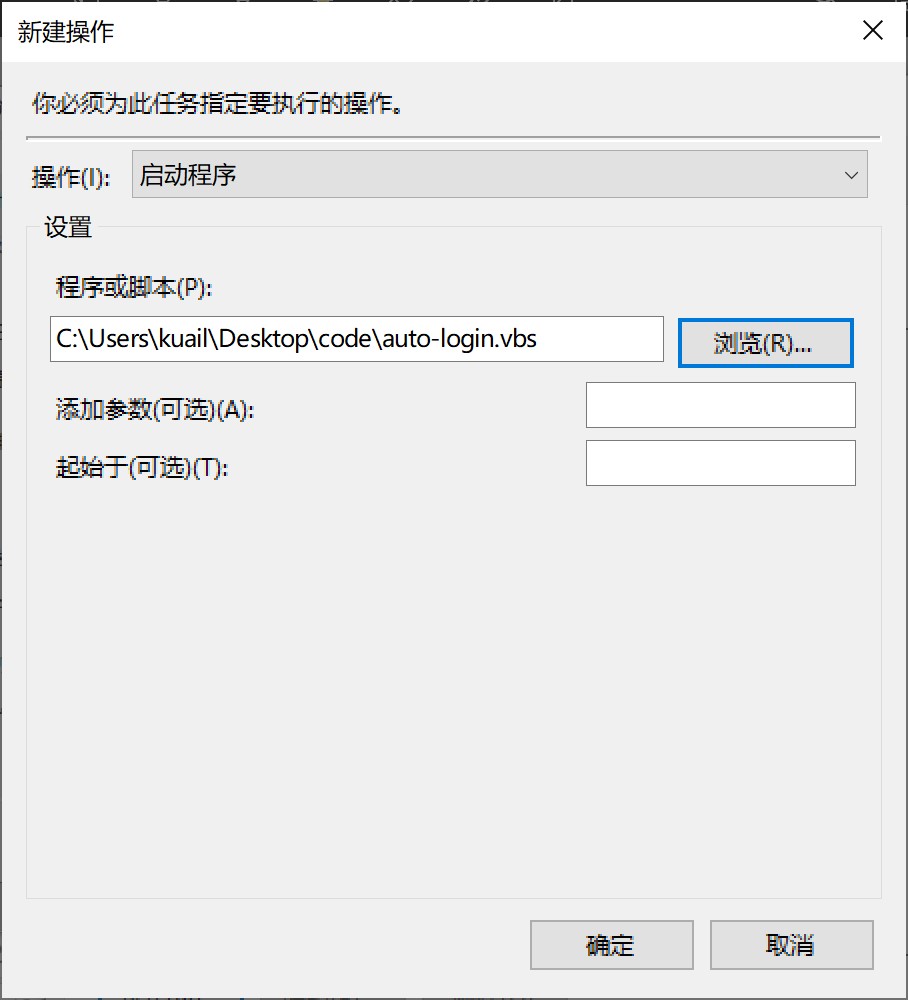 新建操作
你必须为此任务指定要执行的操作。
操作(I): 启动程序
设置
程序或脚本(P):
C:\Users\kuail\Desktop\code\auto-login.vbs 浏览(R)...
添加参数(可选)(A):
起始于(可选)(T):
确定 取消